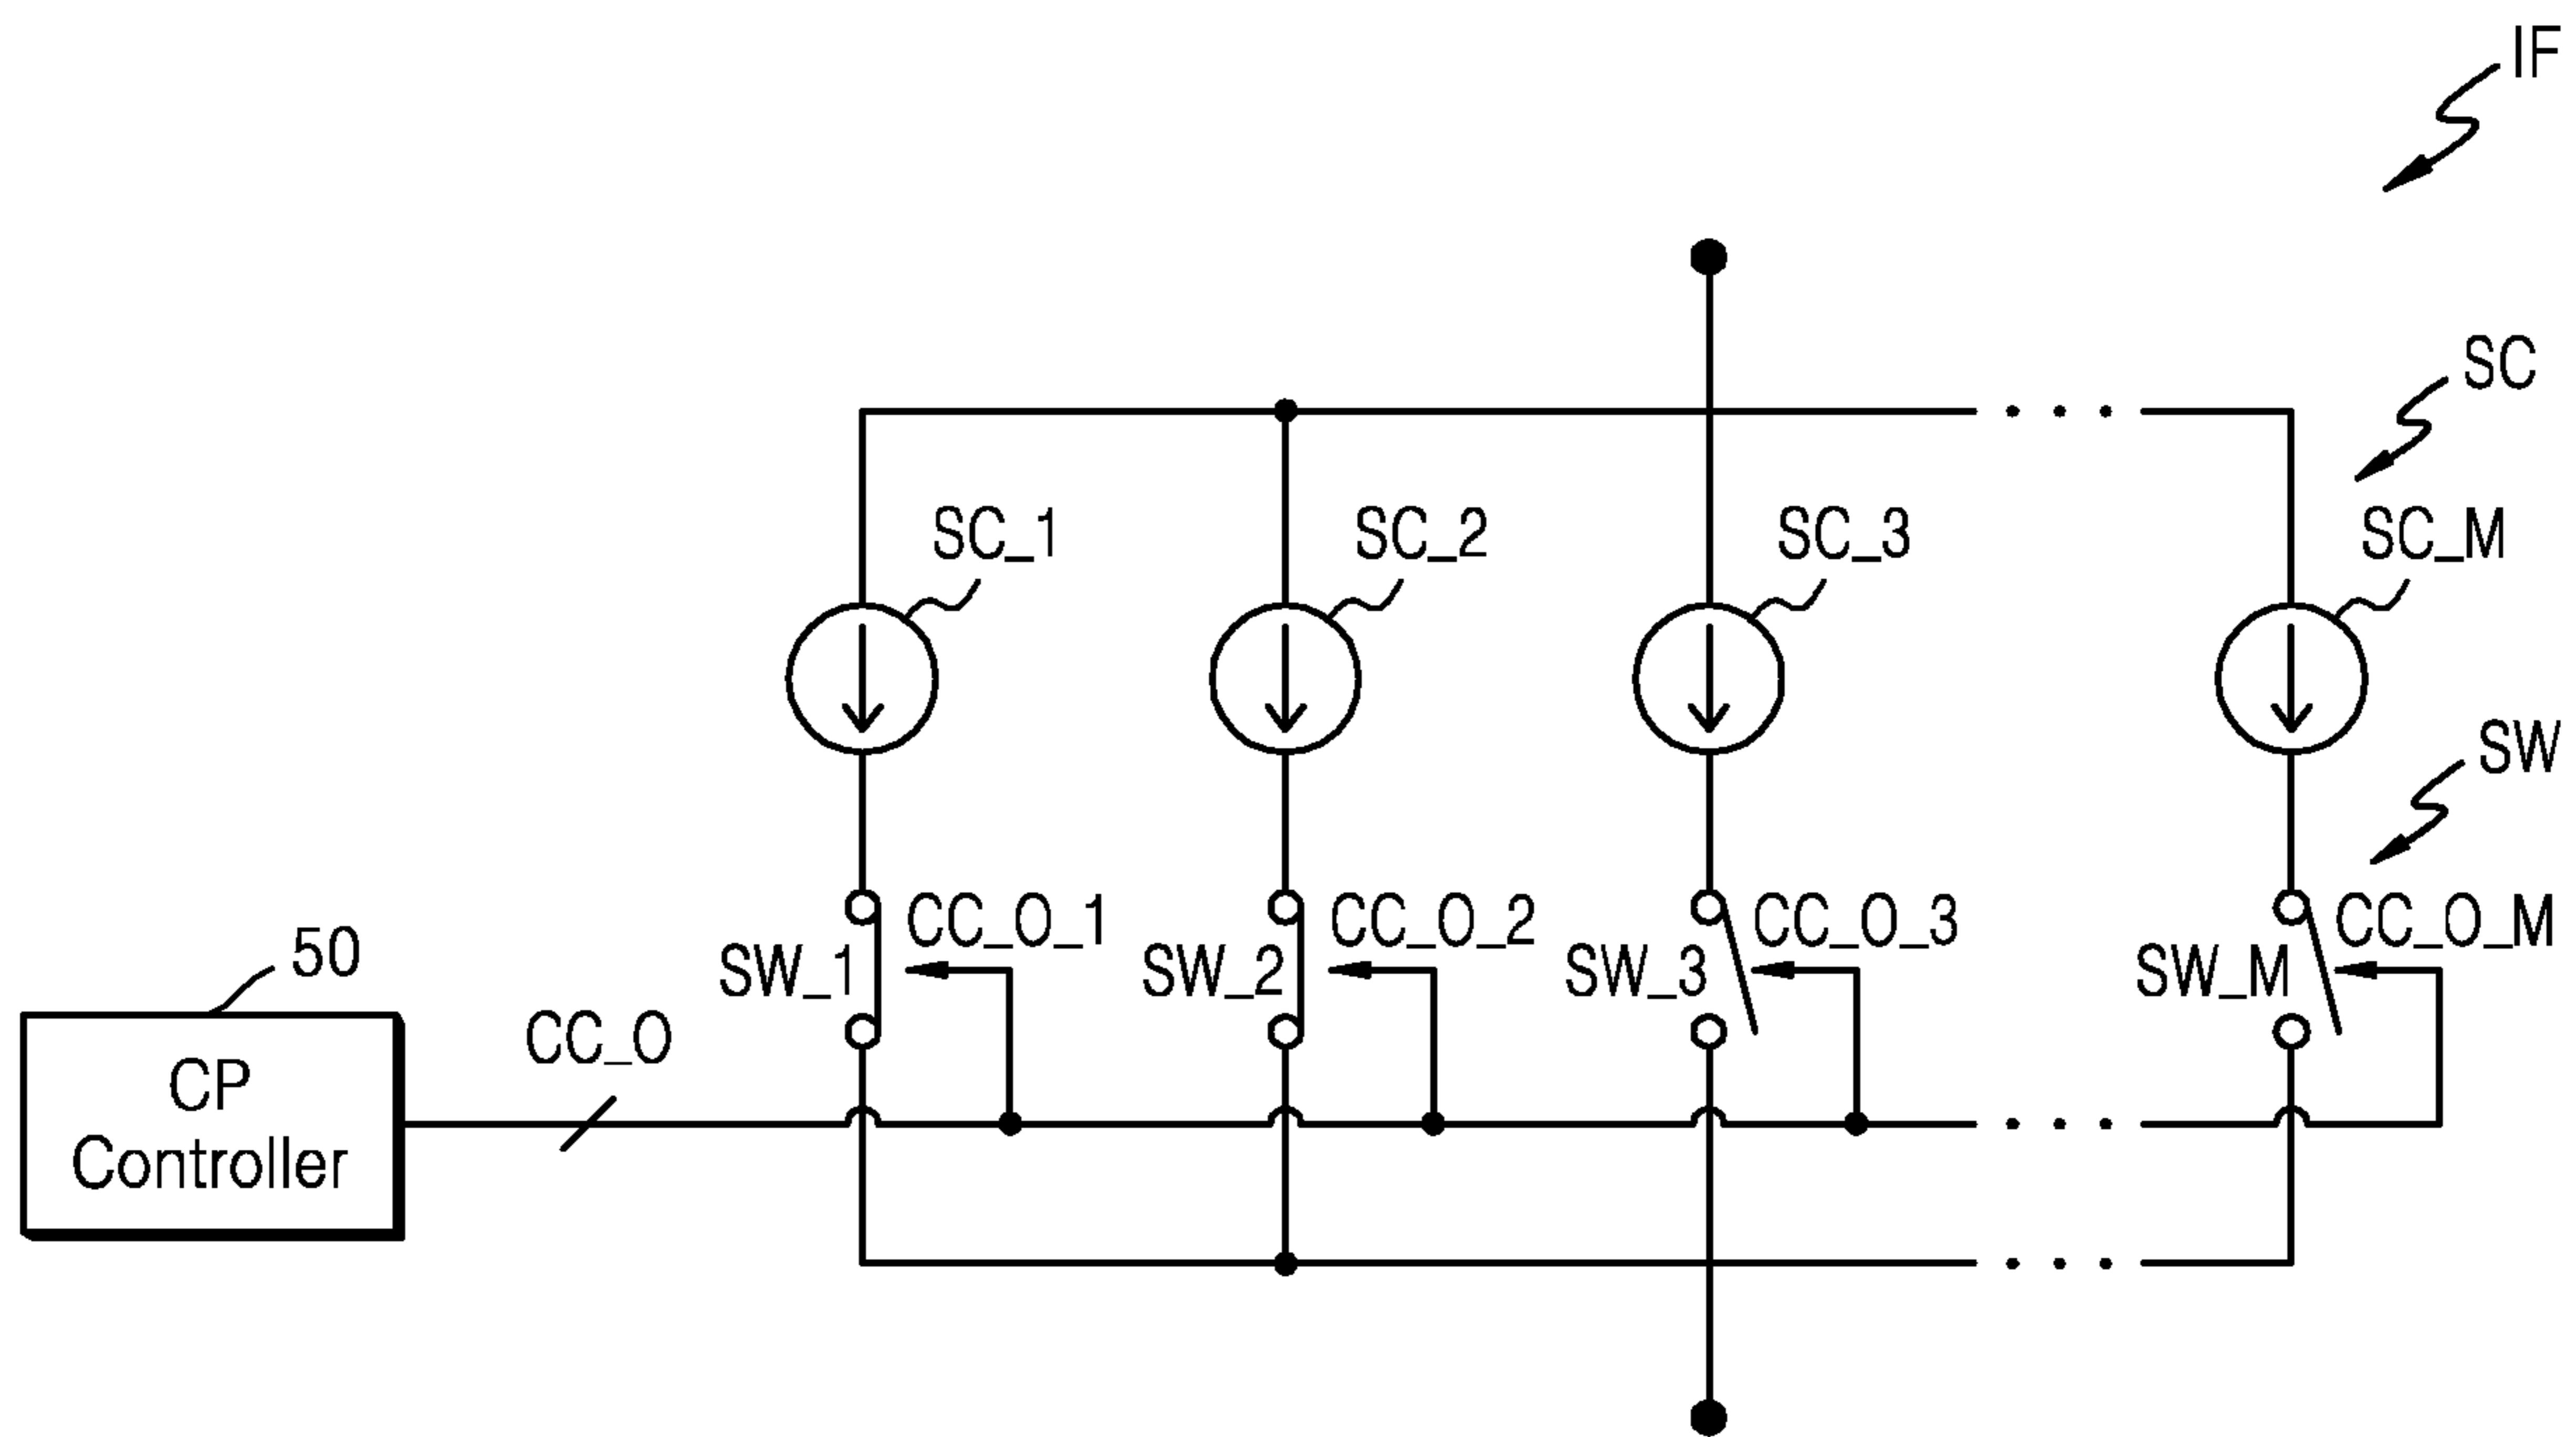 IF
SC
SC_1
SC_2
SC_3
SC_M
SW
CC_O_1
CC_O_2
CC_O_3
CC_O_M
SW_1
SW_2
SW_3
SW_M
50
CC_O
CP
Controller